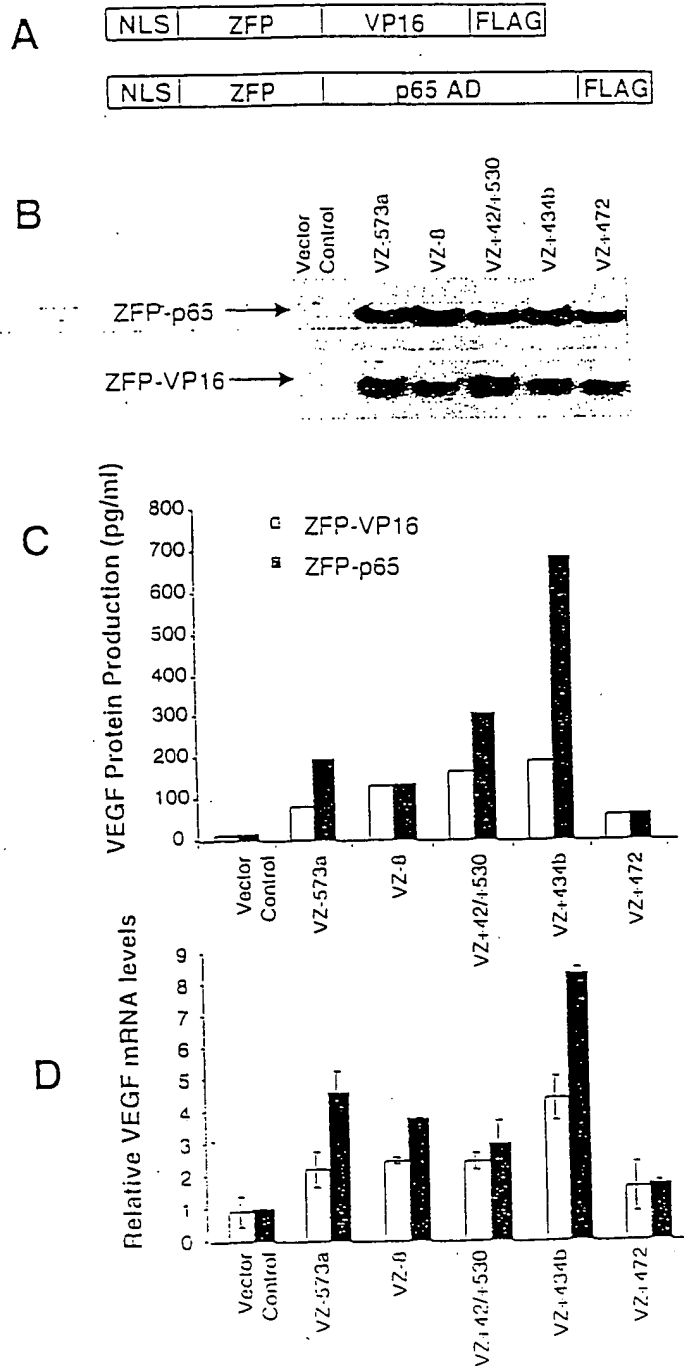 A
NLS ZFP VP16 FLAG
NLS ZFP p65 AD FLAG
B
Vector Control
VZ-573a
VZ-8
VZ+42/+530
VZ+434b
VZ+472
ZFP-p65
ZFP-VP16
C
VEGF Protein Production (pg/ml)
800
700
600
500
400
300
200
100
0
ZFP-VP16
ZFP-p65
Vector Control
VZ-573a
VZ-8
VZ+42/+530
VZ+434b
VZ+472
D
Relative VEGF mRNA levels
9
8
7
6
5
4
3
2
1
0
Vector Control
VZ-573a
VZ-8
VZ+42/+530
VZ+434b
VZ+472